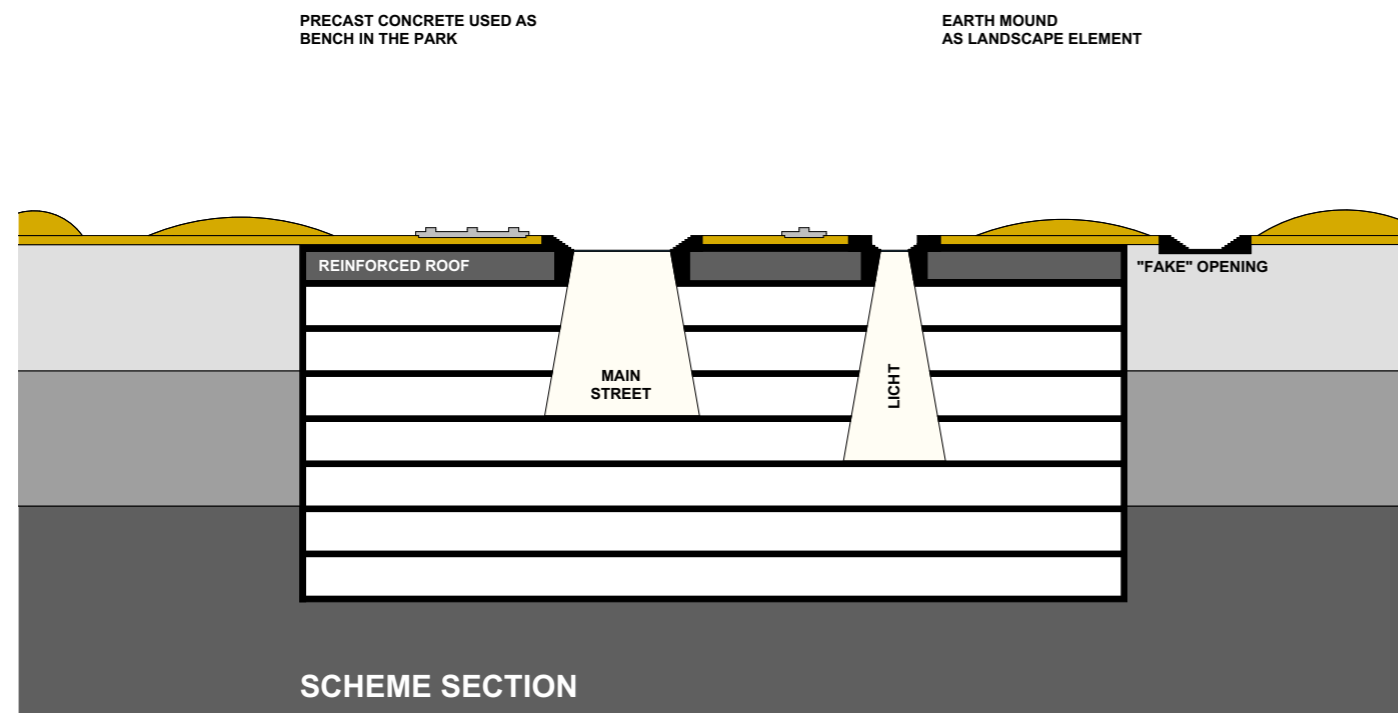 PRECAST CONCRETE USED AS
BENCH IN THE PARK
EARTH MOUND
AS LANDSCAPE ELEMENT
REINFORCED ROOF
"FAKE" OPENING
MAIN
STREET
LICHT
SCHEME SECTION